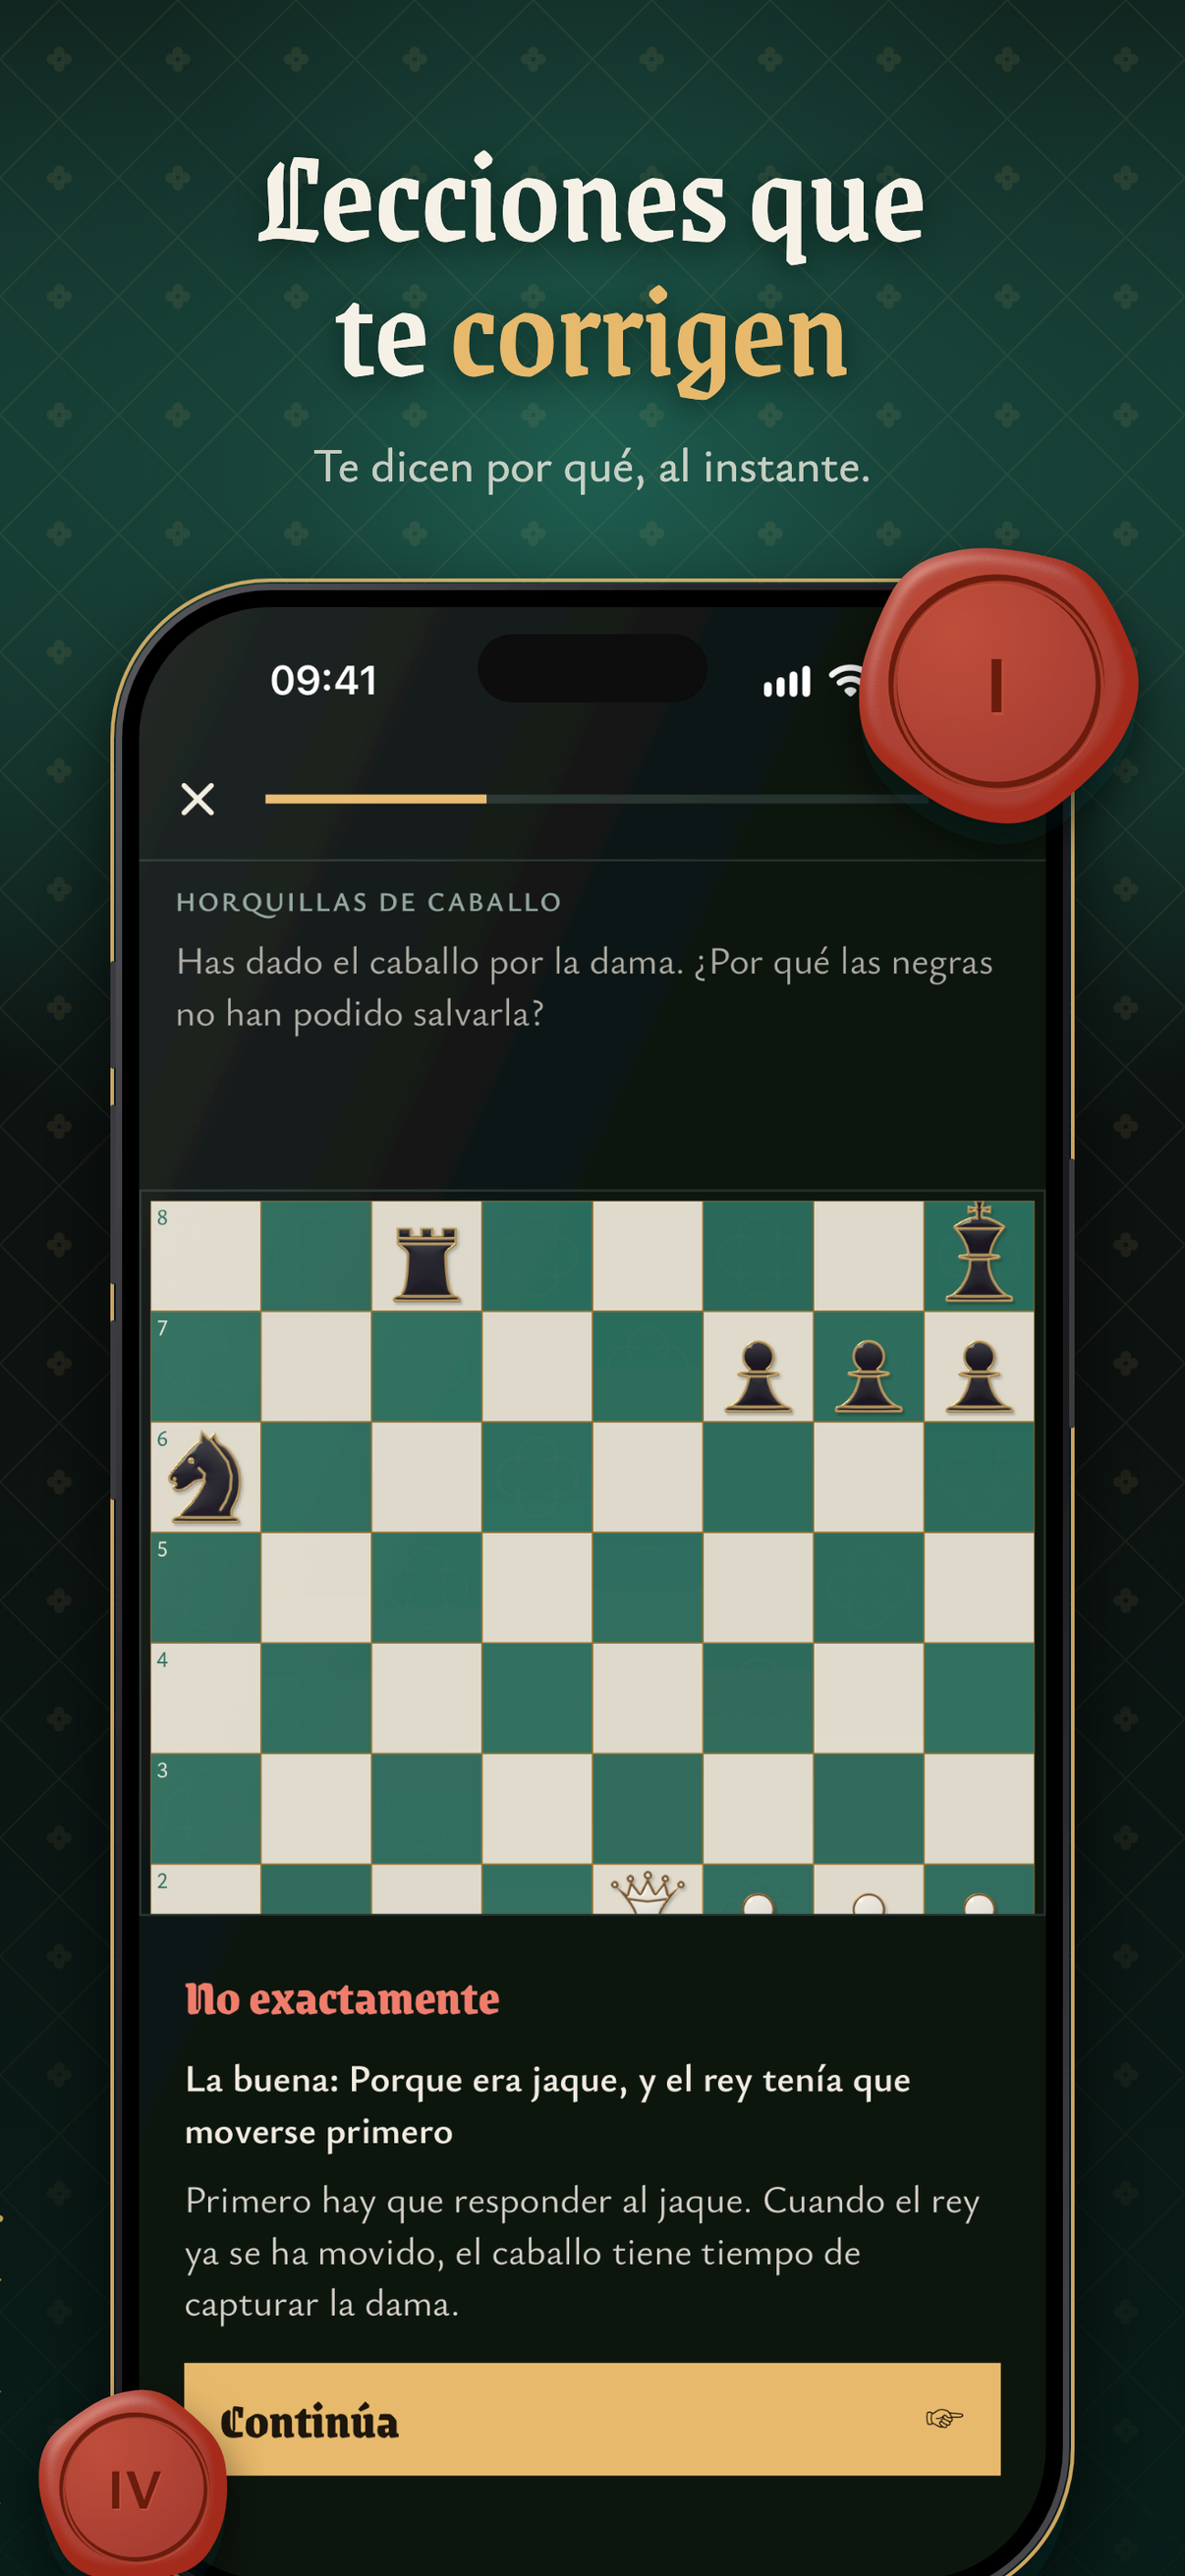 Lecciones que
te corrigen
Te dicen por qué, al instante.
09:41
I
HORQUILLAS DE CABALLO
Has dado el caballo por la dama. ¿Por qué las negras
no han podido salvarla?
8
7
6
5
4
3
2
No exactamente
La buena: Porque era jaque, y el rey tenía que
moverse primero
Primero hay que responder al jaque. Cuando el rey
ya se ha movido, el caballo tiene tiempo de
capturar la dama.
Continúa ☞
IV